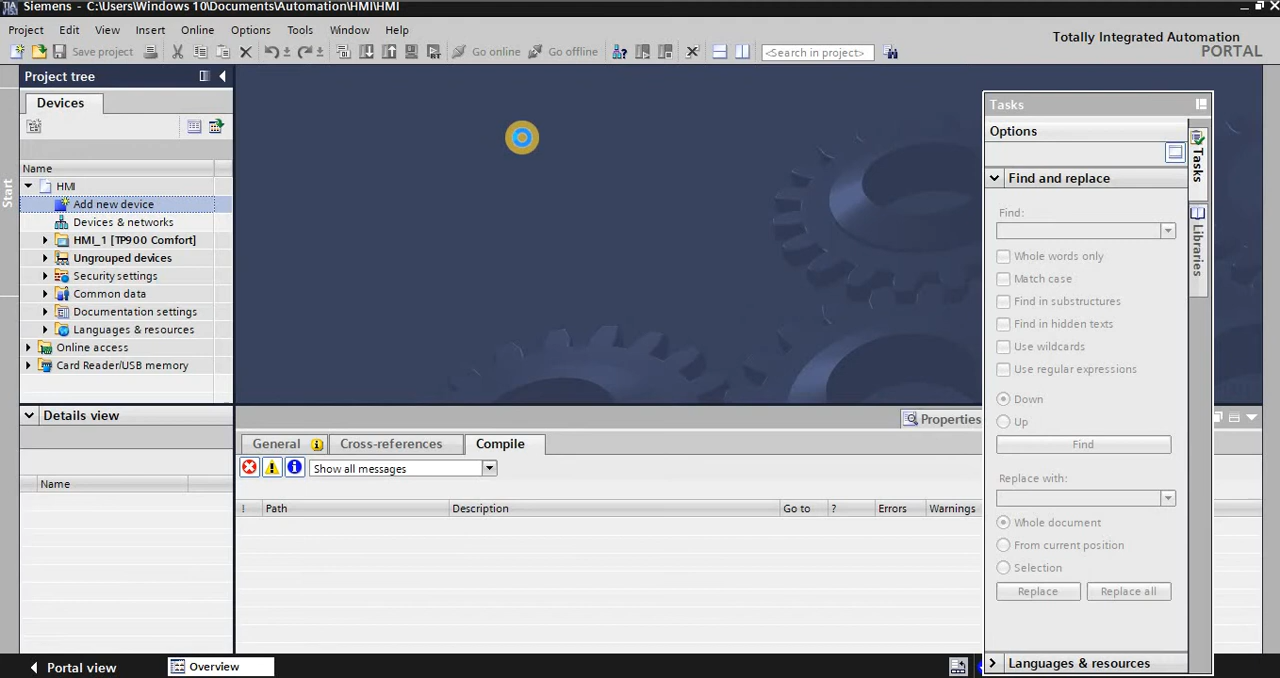 Siemens - C:\Users\Windows 10\Documents\Automation\HMI\HMI
Project Edit View Insert Online Options Tools Window Help
Totally Integrated Automation
PORTAL
Save project
Go online
Go offline
<Search in project>
Start
Project tree
Devices
Name
HMI
Add new device
Devices & networks
HMI_1 [TP900 Comfort]
Ungrouped devices
Security settings
Common data
Documentation settings
Languages & resources
Online access
Card Reader/USB memory
Details view
Name
Properties
General
Cross-references
Compile
Show all messages
! Path Description Go to ? Errors Warnings
Tasks
Options
Find and replace
Find:
Whole words only
Match case
Find in substructures
Find in hidden texts
Use wildcards
Use regular expressions
Down
Up
Find
Replace with:
Whole document
From current position
Selection
Replace
Replace all
Languages & resources
Tasks
Libraries
Portal view
Overview